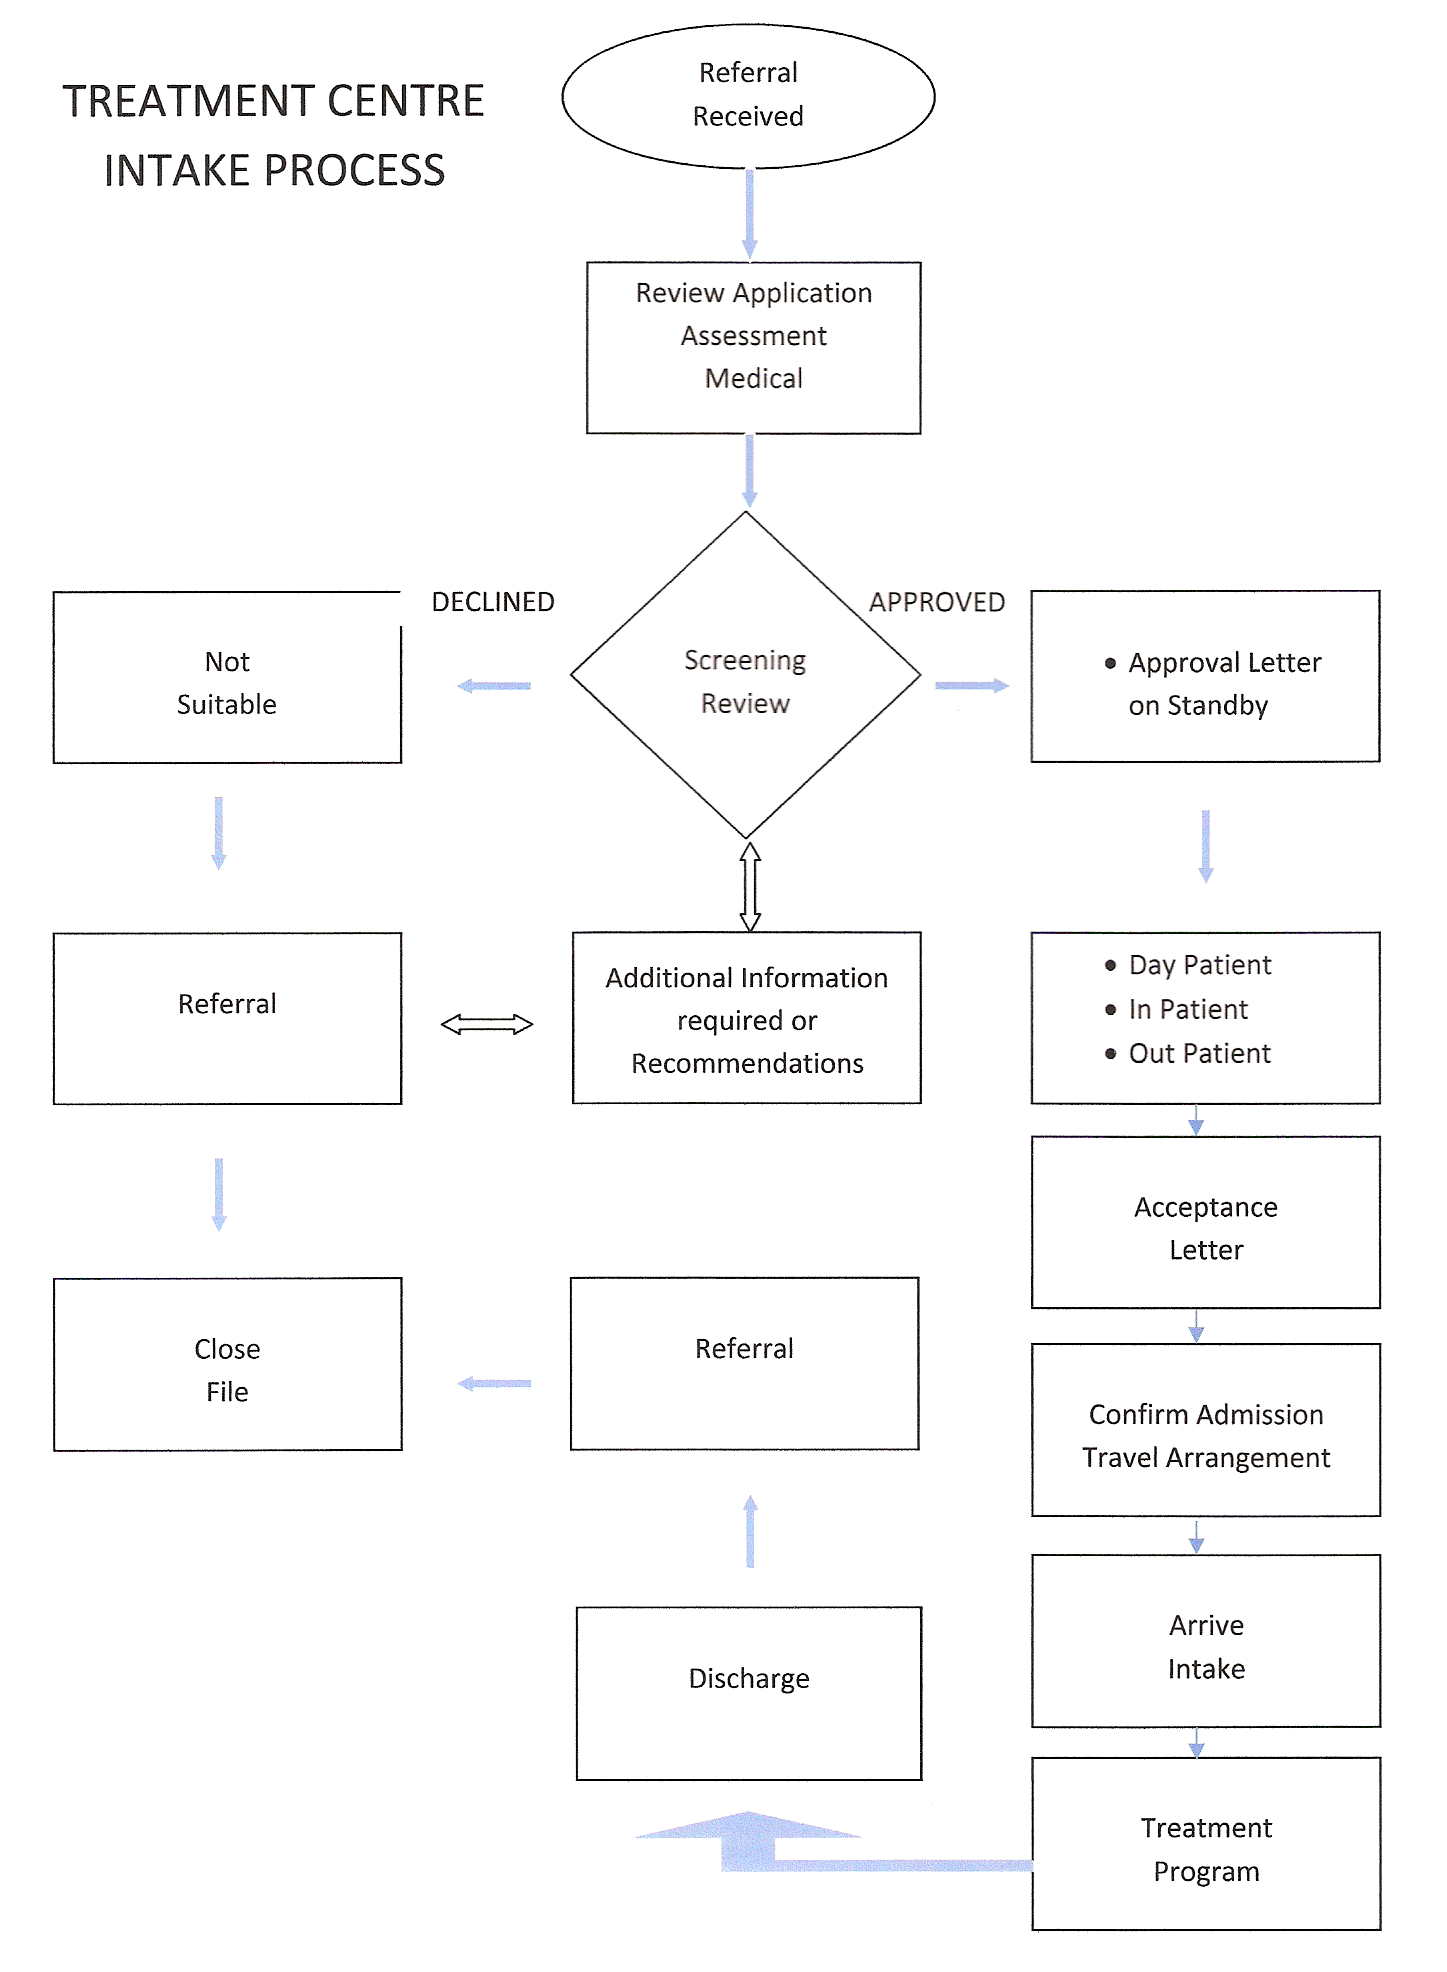 TREATMENT CENTRE
INTAKE PROCESS
Referral
Received
Review Application
Assessment
Medical
DECLINED
APPROVED
Not
Suitable
Screening
Review
• Approval Letter
on Standby
Referral
Additional Information
required or
Recommendations
• Day Patient
• In Patient
• Out Patient
Acceptance
Letter
Close
File
Referral
Confirm Admission
Travel Arrangement
Discharge
Arrive
Intake
Treatment
Program